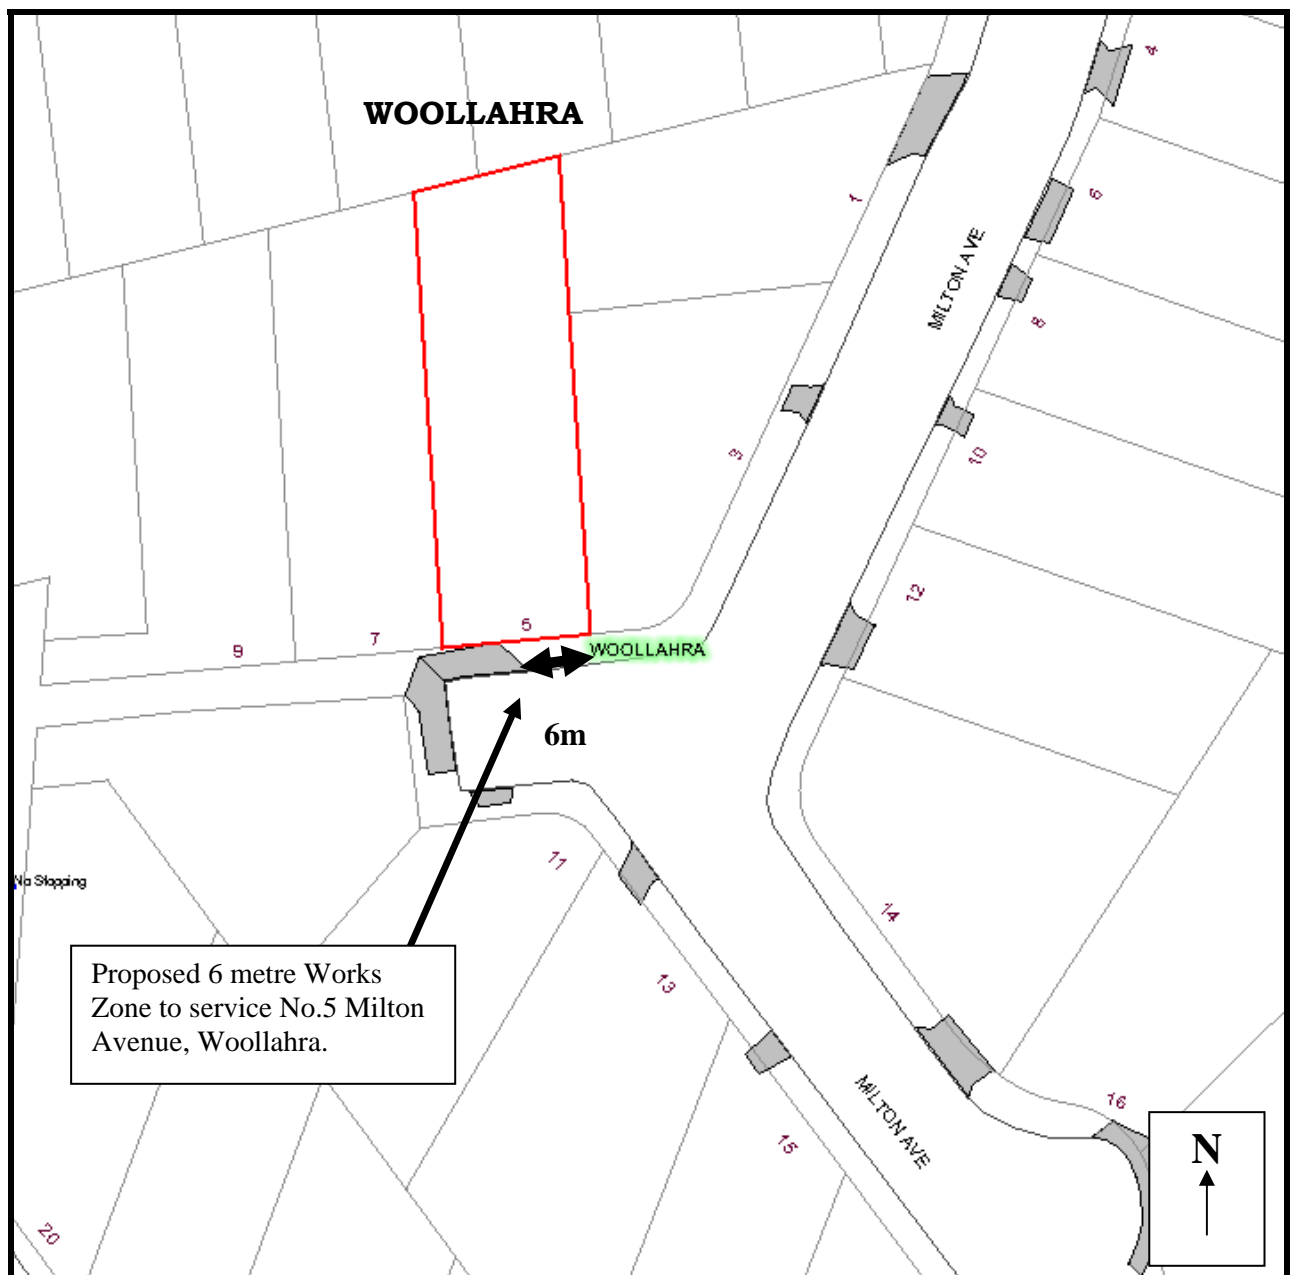 WOOLLAHRA
4
1
6
MILTON AVE
8
3
10
12
5
7
9
WOOLLAHRA
6m
11
No Stopping
14
Proposed 6 metre Works
Zone to service No.5 Milton
Avenue, Woollahra.
13
MILTON AVE
16
15
N
20